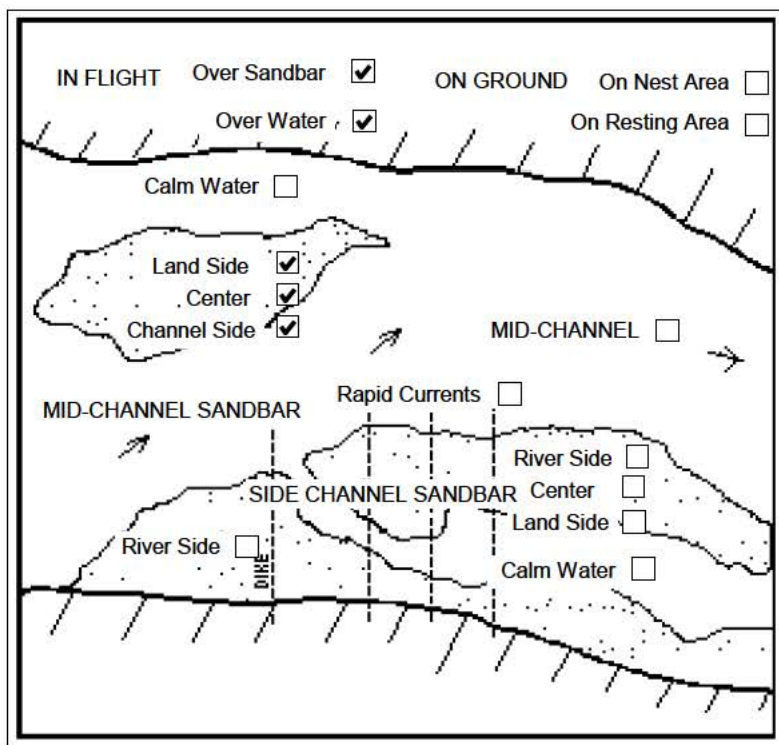 IN FLIGHT Over Sandbar ON GROUND On Nest Area
Over Water On Resting Area
Calm Water
Land Side
Center
Channel Side MID-CHANNEL
Rapid Currents
MID-CHANNEL SANDBAR
River Side
SIDE CHANNEL SANDBAR Center
Land Side
River Side
DIKE
Calm Water